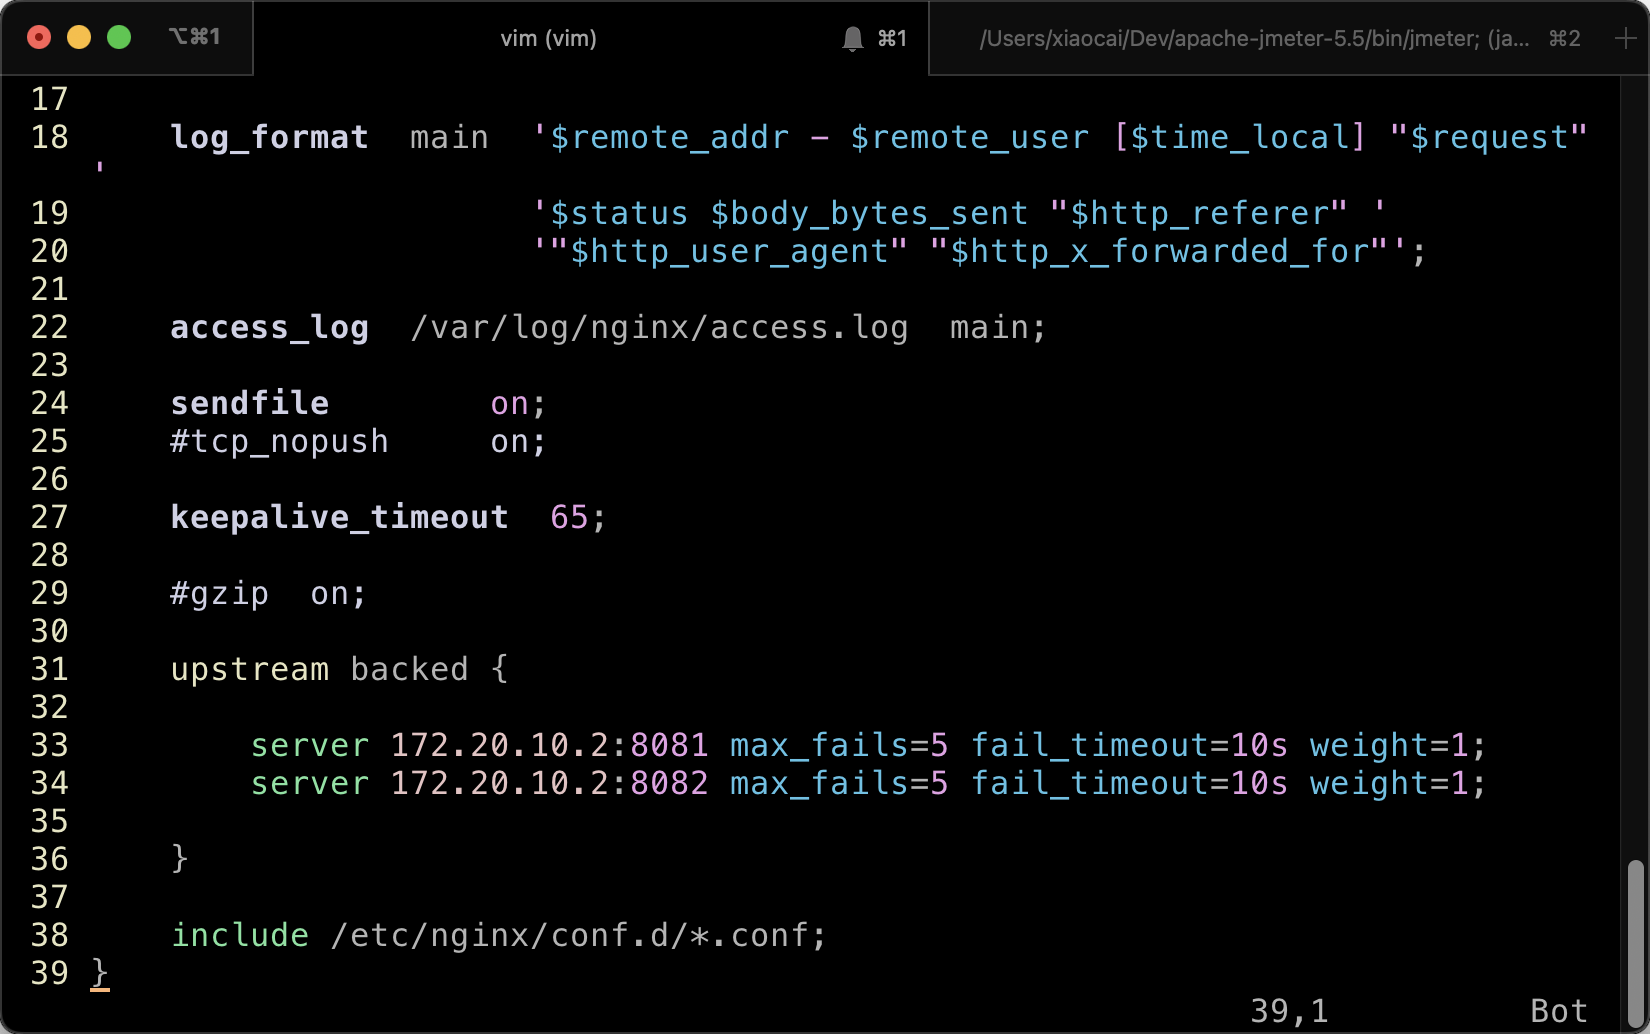 ⌥⌘1 vim (vim) ⌘1 /Users/xiaocai/Dev/apache-jmeter-5.5/bin/jmeter; (ja... ⌘2 +
17
18     log_format  main  '$remote_addr - $remote_user [$time_local] "$request"
'
19                       '$status $body_bytes_sent "$http_referer" '
20                       '"$http_user_agent" "$http_x_forwarded_for"';
21
22     access_log  /var/log/nginx/access.log  main;
23
24     sendfile        on;
25     #tcp_nopush     on;
26
27     keepalive_timeout  65;
28
29     #gzip  on;
30
31     upstream backed {
32
33         server 172.20.10.2:8081 max_fails=5 fail_timeout=10s weight=1;
34         server 172.20.10.2:8082 max_fails=5 fail_timeout=10s weight=1;
35
36     }
37
38     include /etc/nginx/conf.d/*.conf;
39 }
39,1 Bot